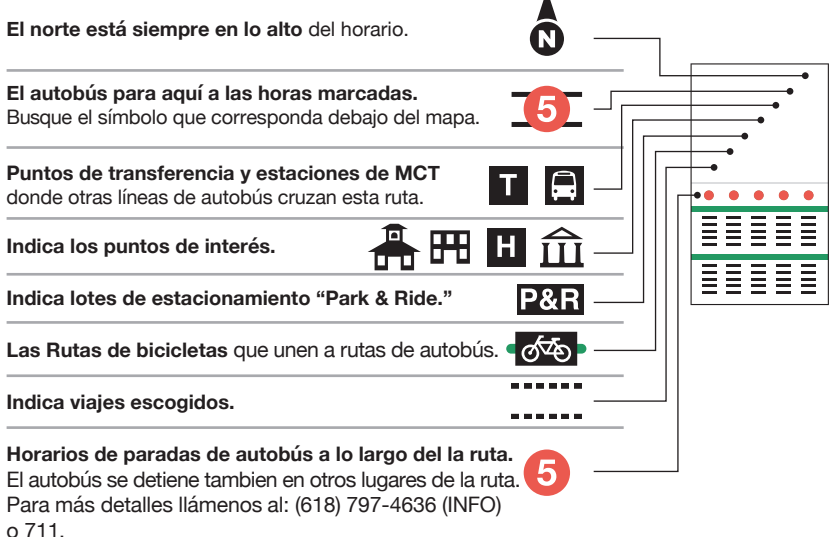 El norte está siempre en lo alto del horario.
N
El autobús para aquí a las horas marcadas.
Busque el símbolo que corresponda debajo del mapa.
5
Puntos de transferencia y estaciones de MCT
donde otras líneas de autobús cruzan esta ruta.
T
Indica los puntos de interés.
H
Indica lotes de estacionamiento “Park & Ride.”
P&R
Las Rutas de bicicletas que unen a rutas de autobús.
Indica viajes escogidos.
Horarios de paradas de autobús a lo largo del la ruta.
El autobús se detiene tambien en otros lugares de la ruta.
5
Para más detalles llámenos al: (618) 797-4636 (INFO)
o 711.